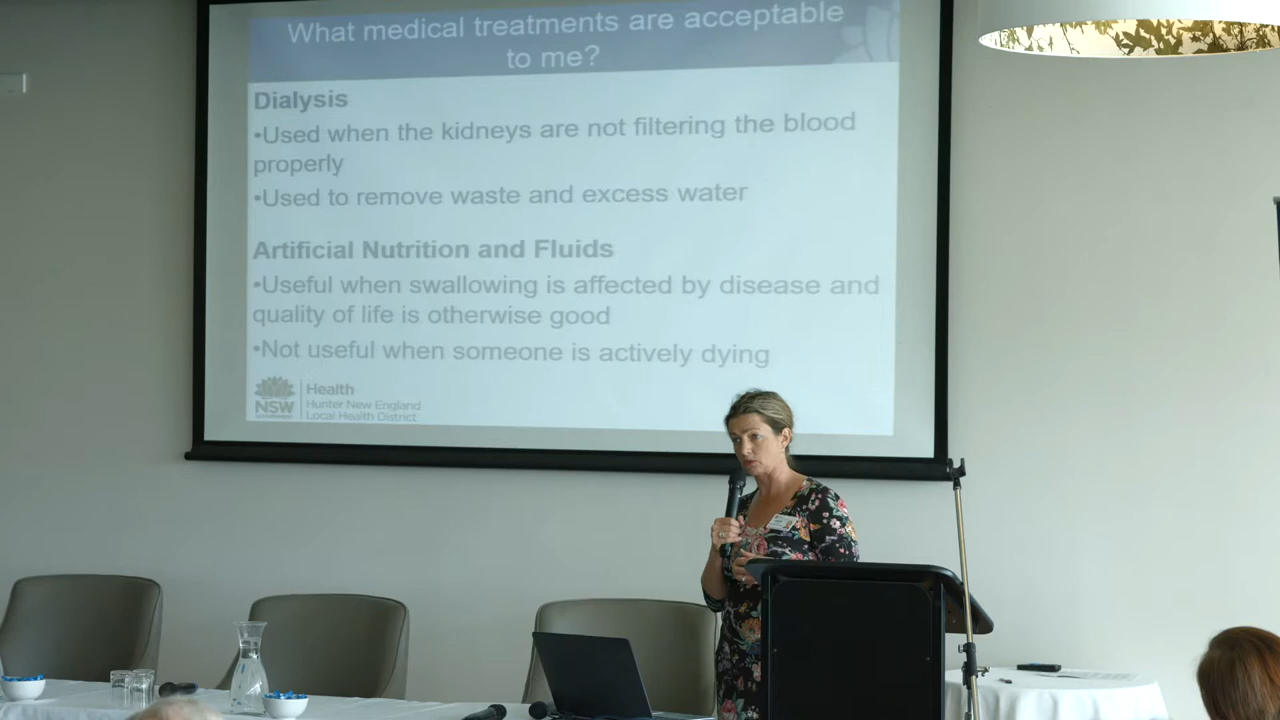 What medical treatments are acceptable
to me?
Dialysis
•Used when the kidneys are not filtering the blood
properly
•Used to remove waste and excess water
Artificial Nutrition and Fluids
•Useful when swallowing is affected by disease and
quality of life is otherwise good
•Not useful when someone is actively dying
NSW
Health
Hunter New England
Local Health District